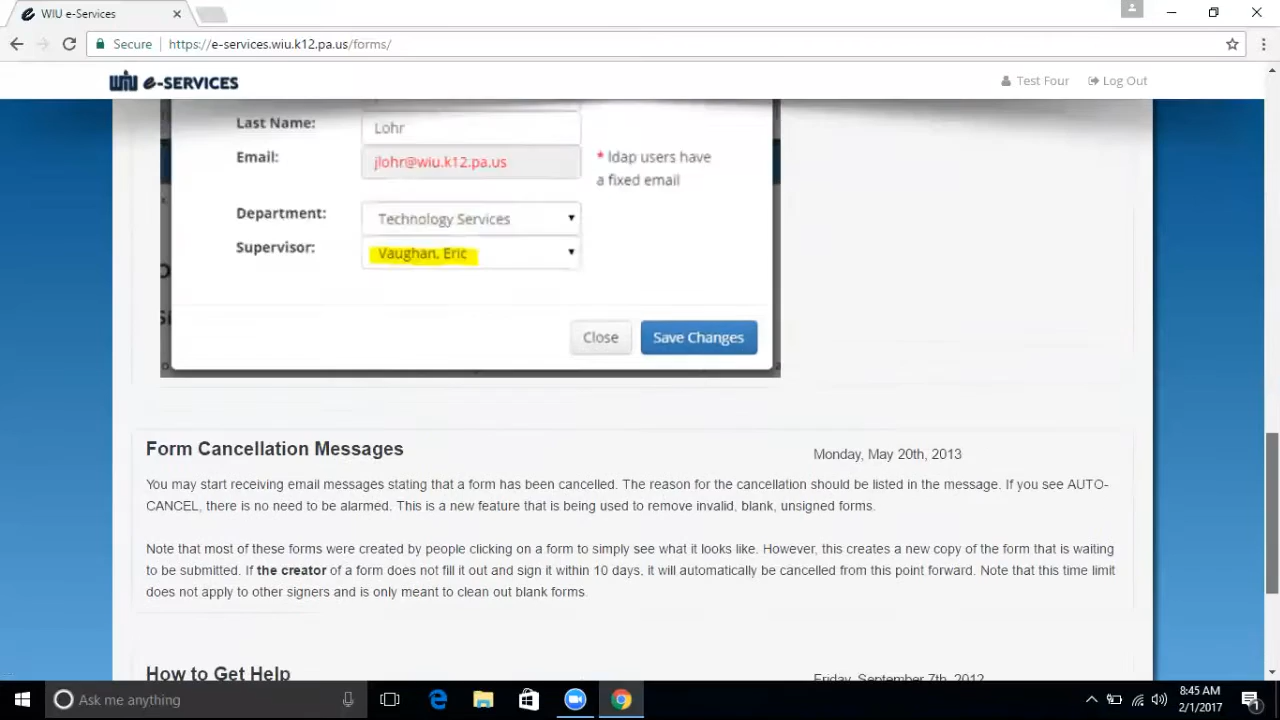 WIU e-Services
Secure https://e-services.wiu.k12.pa.us/forms/
WIU e-SERVICES
Test Four Log Out
Last Name: Lohr
Email: jlohr@wiu.k12.pa.us * ldap users have
a fixed email
Department: Technology Services
Supervisor: Vaughan, Eric
Close Save Changes
Form Cancellation Messages Monday, May 20th, 2013
You may start receiving email messages stating that a form has been cancelled. The reason for the cancellation should be listed in the message. If you see AUTO-
CANCEL, there is no need to be alarmed. This is a new feature that is being used to remove invalid, blank, unsigned forms.
Note that most of these forms were created by people clicking on a form to simply see what it looks like. However, this creates a new copy of the form that is waiting
to be submitted. If the creator of a form does not fill it out and sign it within 10 days, it will automatically be cancelled from this point forward. Note that this time limit
does not apply to other signers and is only meant to clean out blank forms.
How to Get Help Friday, September 7th, 2012
Ask me anything
8:45 AM
2/1/2017
1